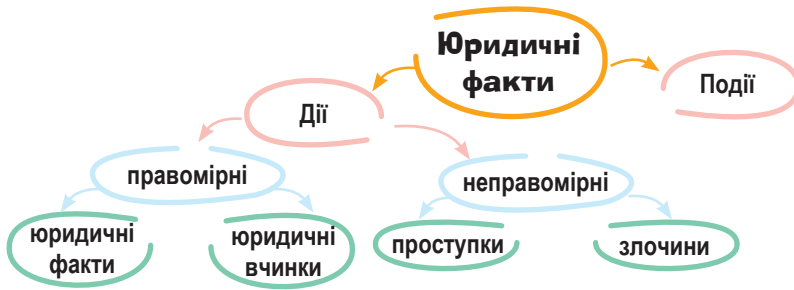 Юридичні
факти
Дії
Події
правомірні
неправомірні
юридичні
факти
юридичні
вчинки
проступки
злочини